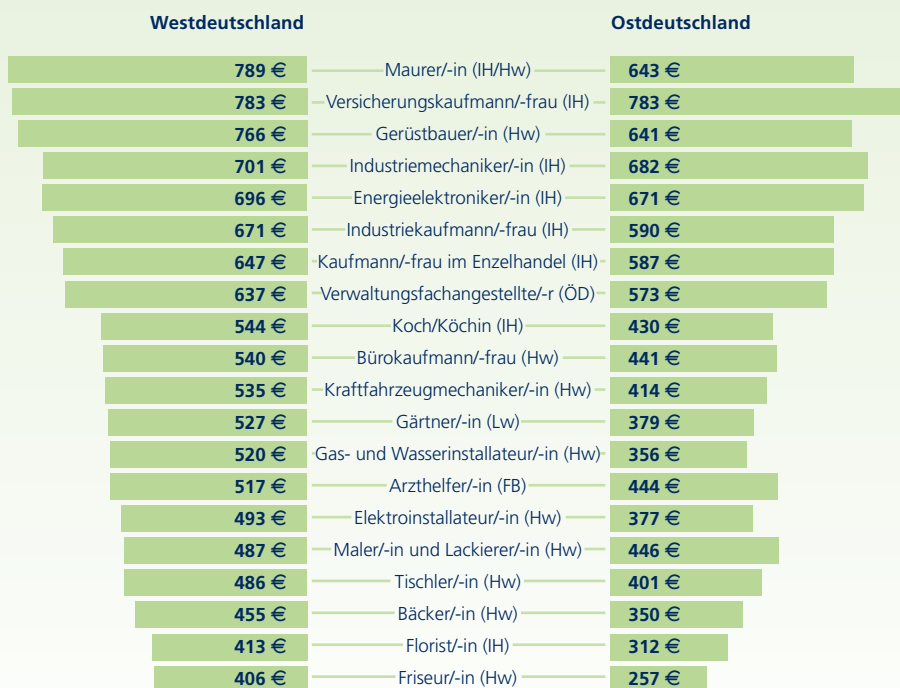 Westdeutschland Ostdeutschland
789 € Maurer/-in (IH/Hw) 643 €
783 € Versicherungskaufmann/-frau (IH) 783 €
766 € Gerüstbauer/-in (Hw) 641 €
701 € Industriemechaniker/-in (IH) 682 €
696 € Energieelektroniker/-in (IH) 671 €
671 € Industriekaufmann/-frau (IH) 590 €
647 € Kaufmann/-frau im Enzelhandel (IH) 587 €
637 € Verwaltungsfachangestellte/-r (ÖD) 573 €
544 € Koch/Köchin (IH) 430 €
540 € Bürokaufmann/-frau (Hw) 441 €
535 € Kraftfahrzeugmechaniker/-in (Hw) 414 €
527 € Gärtner/-in (Lw) 379 €
520 € Gas- und Wasserinstallateur/-in (Hw) 356 €
517 € Arzthelfer/-in (FB) 444 €
493 € Elektroinstallateur/-in (Hw) 377 €
487 € Maler/-in und Lackierer/-in (Hw) 446 €
486 € Tischler/-in (Hw) 401 €
455 € Bäcker/-in (Hw) 350 €
413 € Florist/-in (IH) 312 €
406 € Friseur/-in (Hw) 257 €